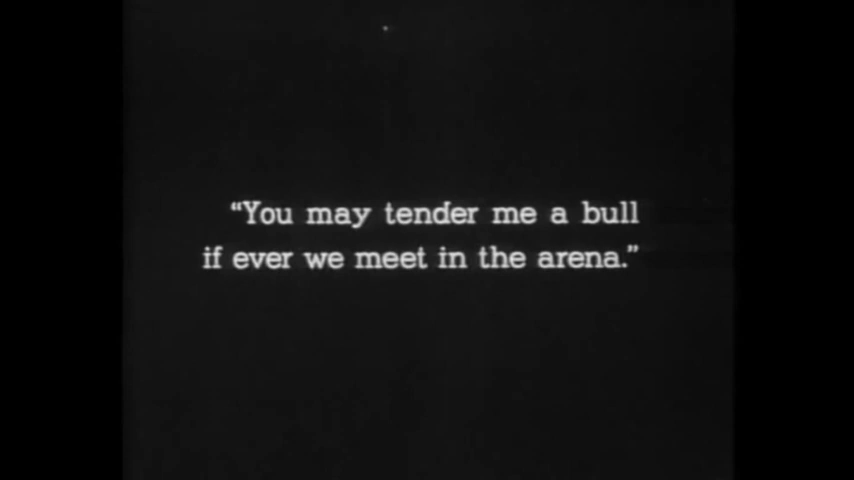 “You may tender me a bull
if ever we meet in the arena.”